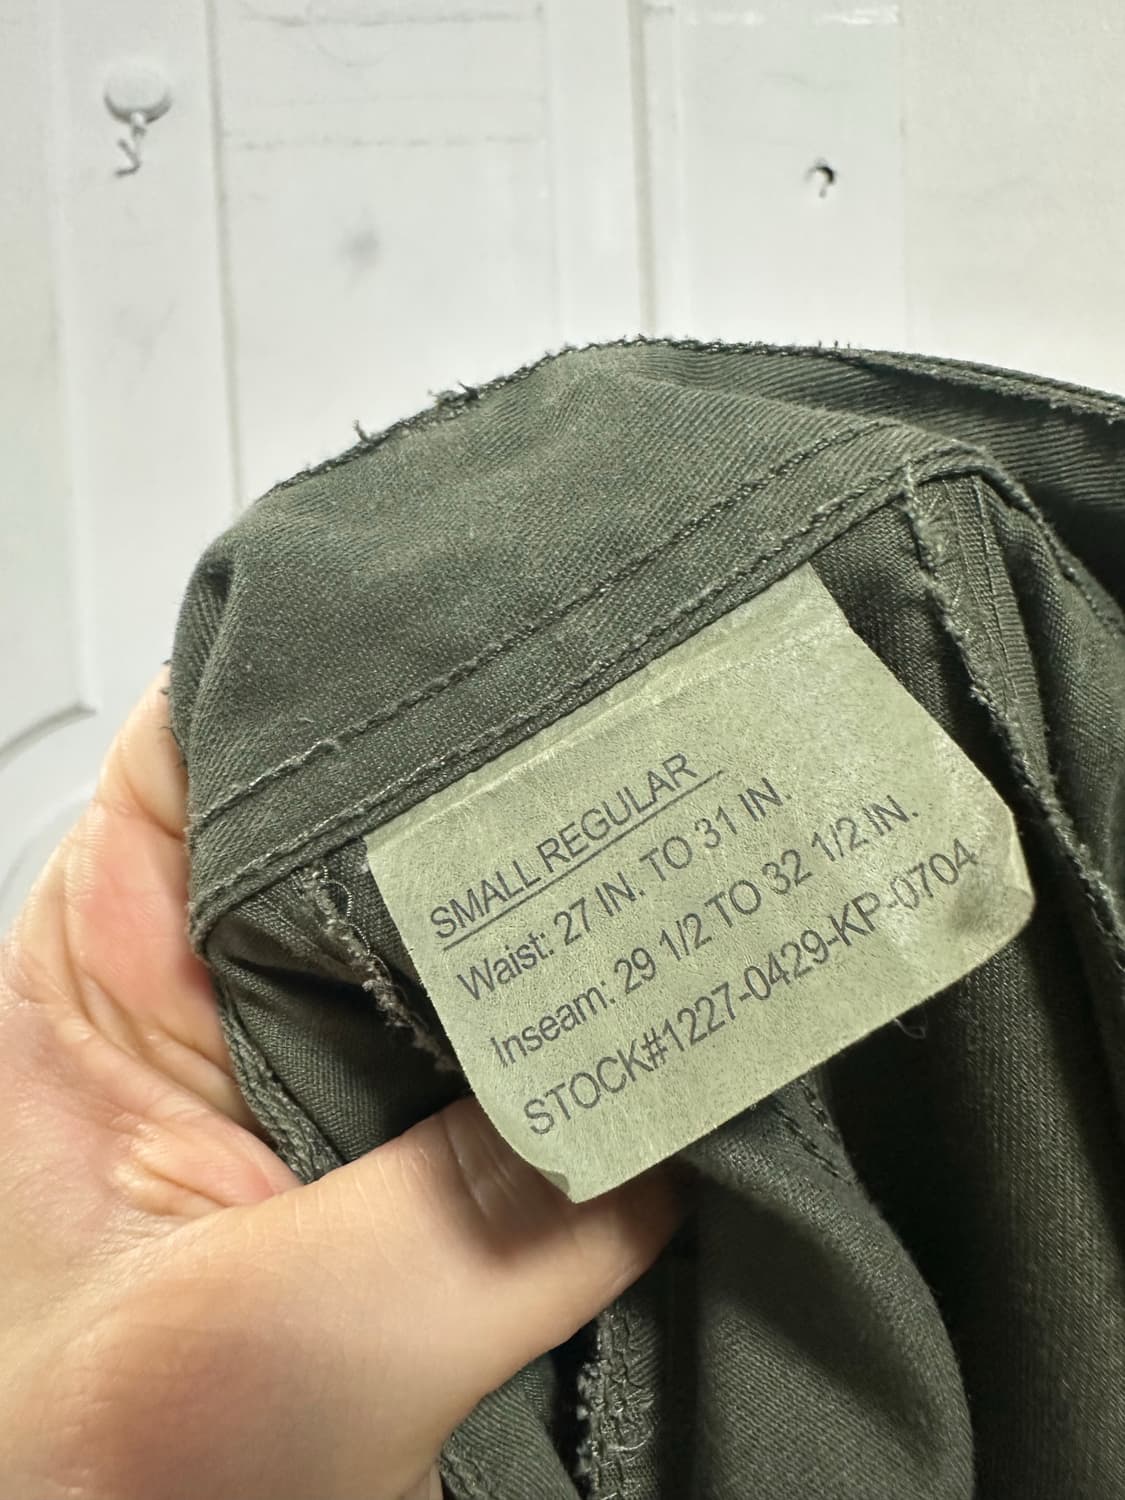 SMALL REGULAR
Waist: 27 IN. TO 31 IN.
Inseam: 29 1/2 TO 32 1/2 IN.
STOCK#1227-0429-KP-0704